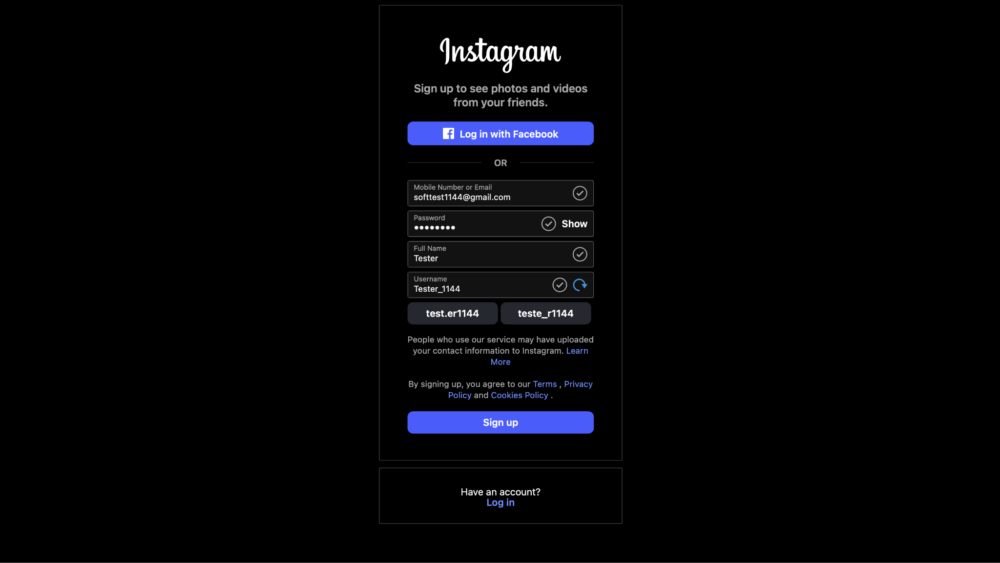 Instagram
Sign up to see photos and videos
from your friends.
Log in with Facebook
OR
Mobile Number or Email
softtest1144@gmail.com
Password
●●●●●●●●
Show
Full Name
Tester
Username
Tester_1144
test.er1144
teste_r1144
People who use our service may have uploaded
your contact information to Instagram. Learn
More
By signing up, you agree to our Terms , Privacy
Policy and Cookies Policy .
Sign up
Have an account?
Log in